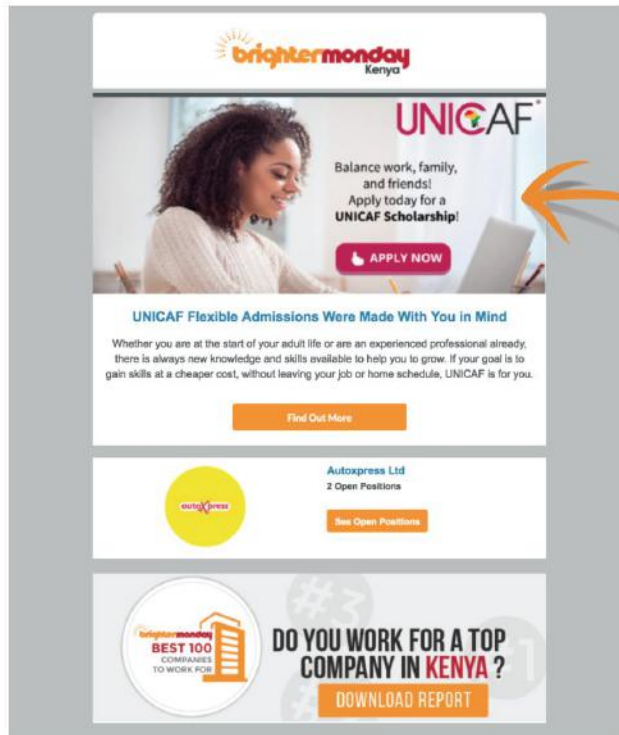 brightermonday
Kenya
UNICAF
Balance work, family,
and friends!
Apply today for a
UNICAF Scholarship!
APPLY NOW
UNICAF Flexible Admissions Were Made With You in Mind
Whether you are at the start of your adult life or are an experienced professional already,
there is always new knowledge and skills available to help you to grow. If your goal is to
gain skills at a cheaper cost, without leaving your job or home schedule, UNICAF is for you.
Find Out More
autoXpress
Autoxpress Ltd
2 Open Positions
See Open Positions
brightermonday
BEST 100
COMPANIES
TO WORK FOR
#3
#1
DO YOU WORK FOR A TOP
COMPANY IN KENYA ?
DOWNLOAD REPORT